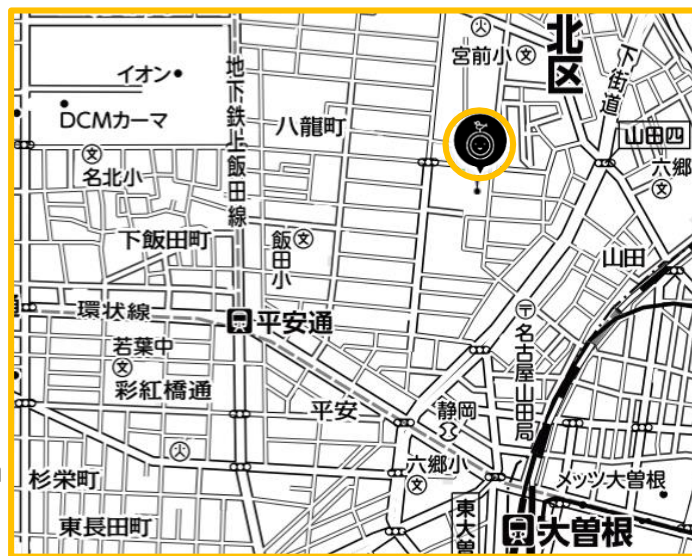 北区
宮前小
下街道
イオン
DCMカーマ
地下鉄上飯田線
八龍町
山田四
六郷
名北小
下飯田町
飯田小
山田
環状線
平安通
若葉中
彩紅橋通
名古屋山田局
平安
静岡
六郷小
杉栄町
メッツ大曽根
東長田町
東大曽
大曽根